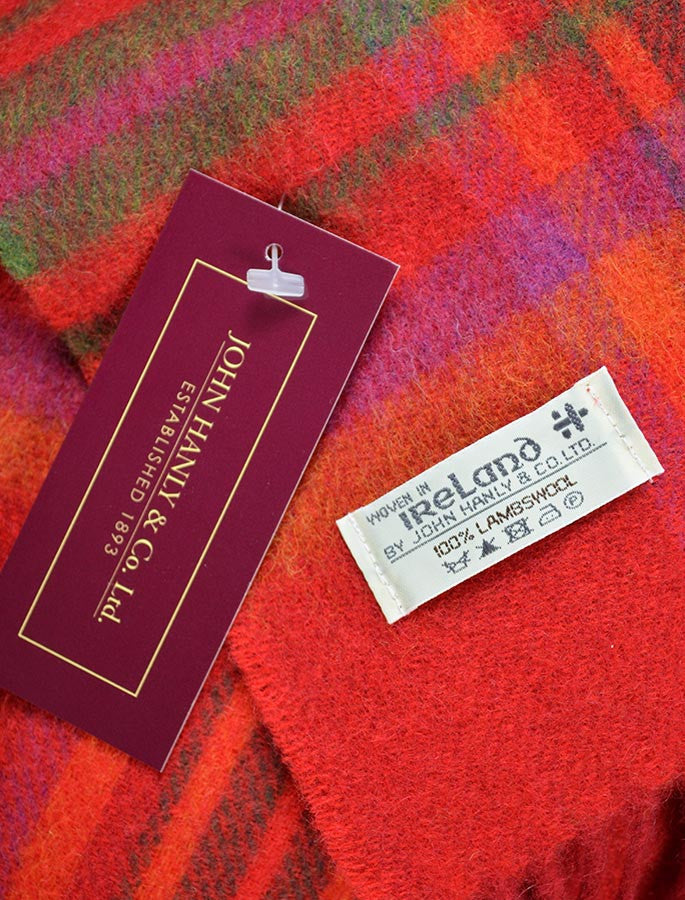 JOHN HANLY & Co. Ltd.
ESTABLISHED 1893
WOVEN IN
IReLanD
BY JOHN HANLY & CO.LTD.
100% LAMBSWOOL
P